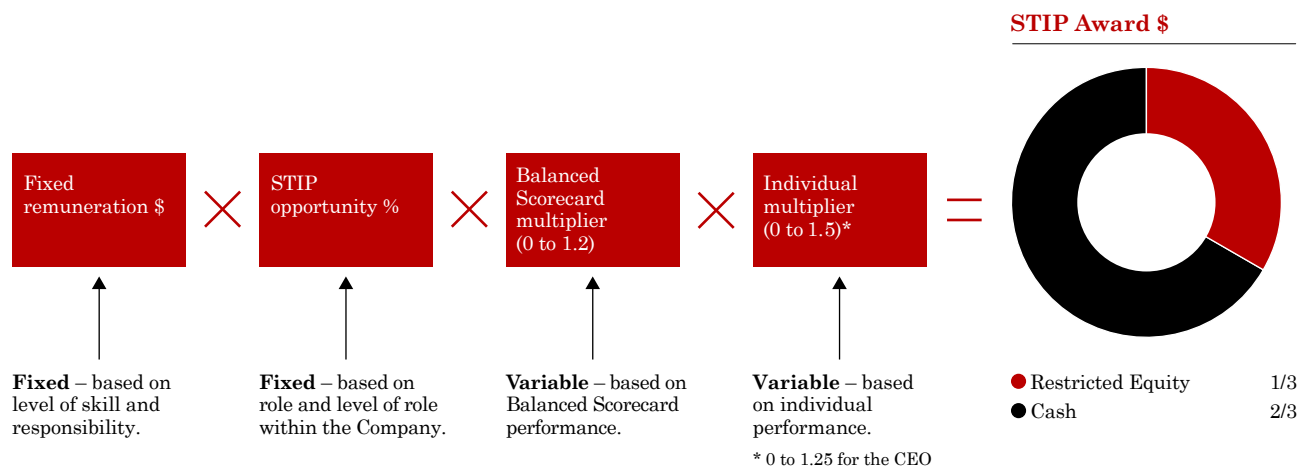 STIP Award $
Fixed
remuneration $
STIP
opportunity %
Balanced
Scorecard
multiplier
(0 to 1.2)
Individual
multiplier
(0 to 1.5)*
Fixed – based on
level of skill and
responsibility.
Fixed – based on
role and level of role
within the Company.
Variable – based on
Balanced Scorecard
performance.
Variable – based
on individual
performance.
* 0 to 1.25 for the CEO
Restricted Equity 1/3
Cash 2/3